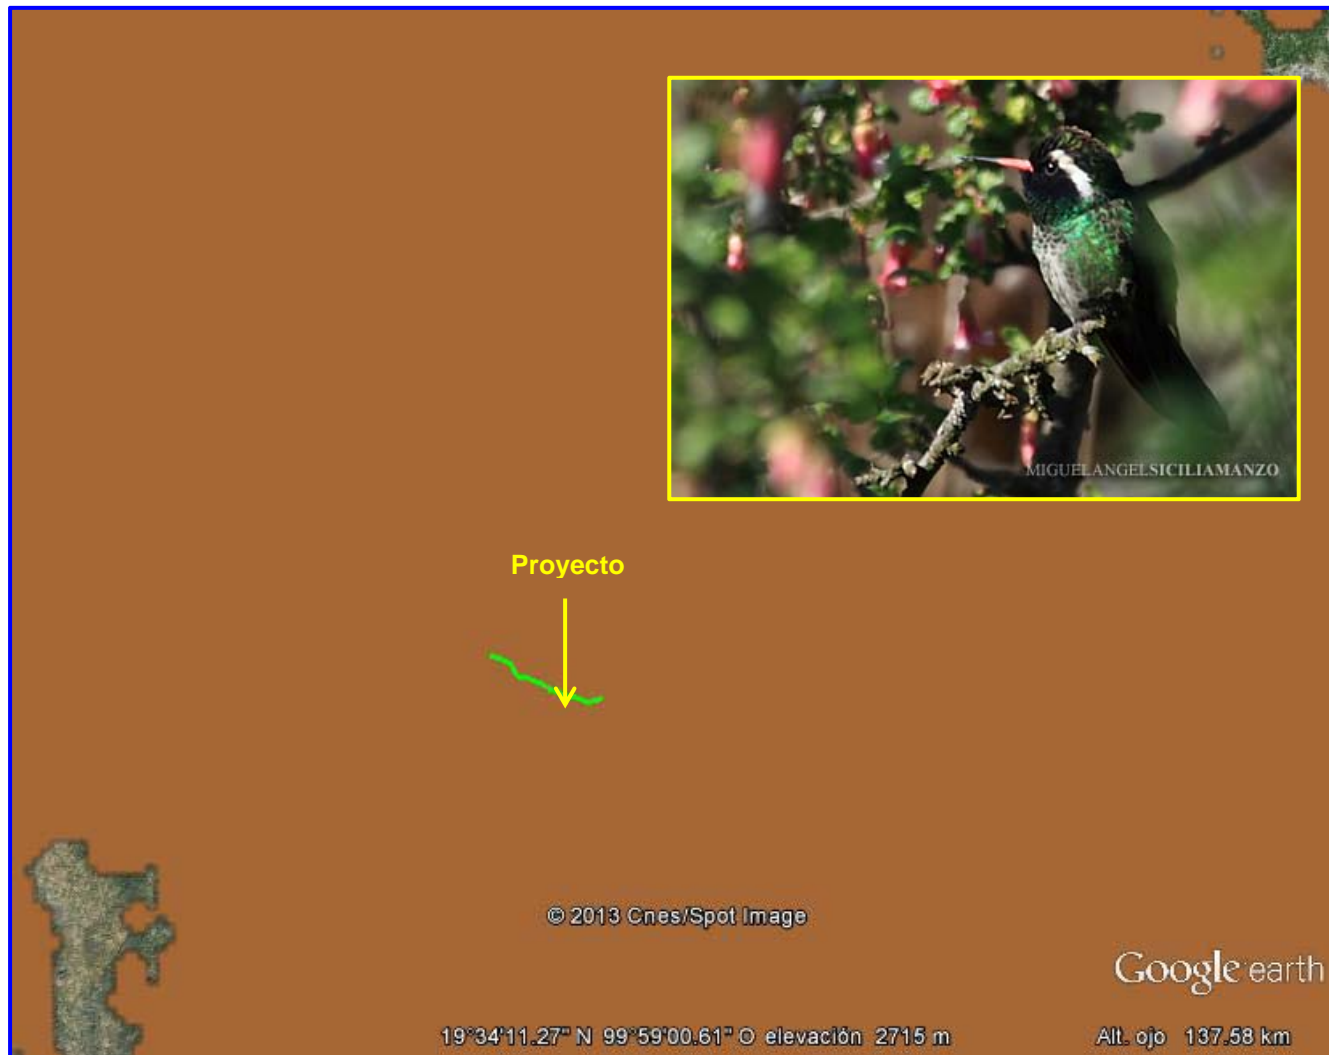 MIGUELANGELSICILIAMANZO
Proyecto
© 2013 Cnes/Spot Image
Google earth
19°34'11.27" N 99°59'00.61" O elevación 2715 m Alt. ojo 137.58 km